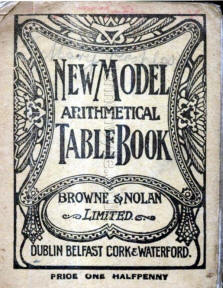 NEW MODEL
ARITHMETICAL
TABLE BOOK
BROWNE & NOLAN
LIMITED
DUBLIN BELFAST CORK & WATERFORD.
PRICE ONE HALFPENNY